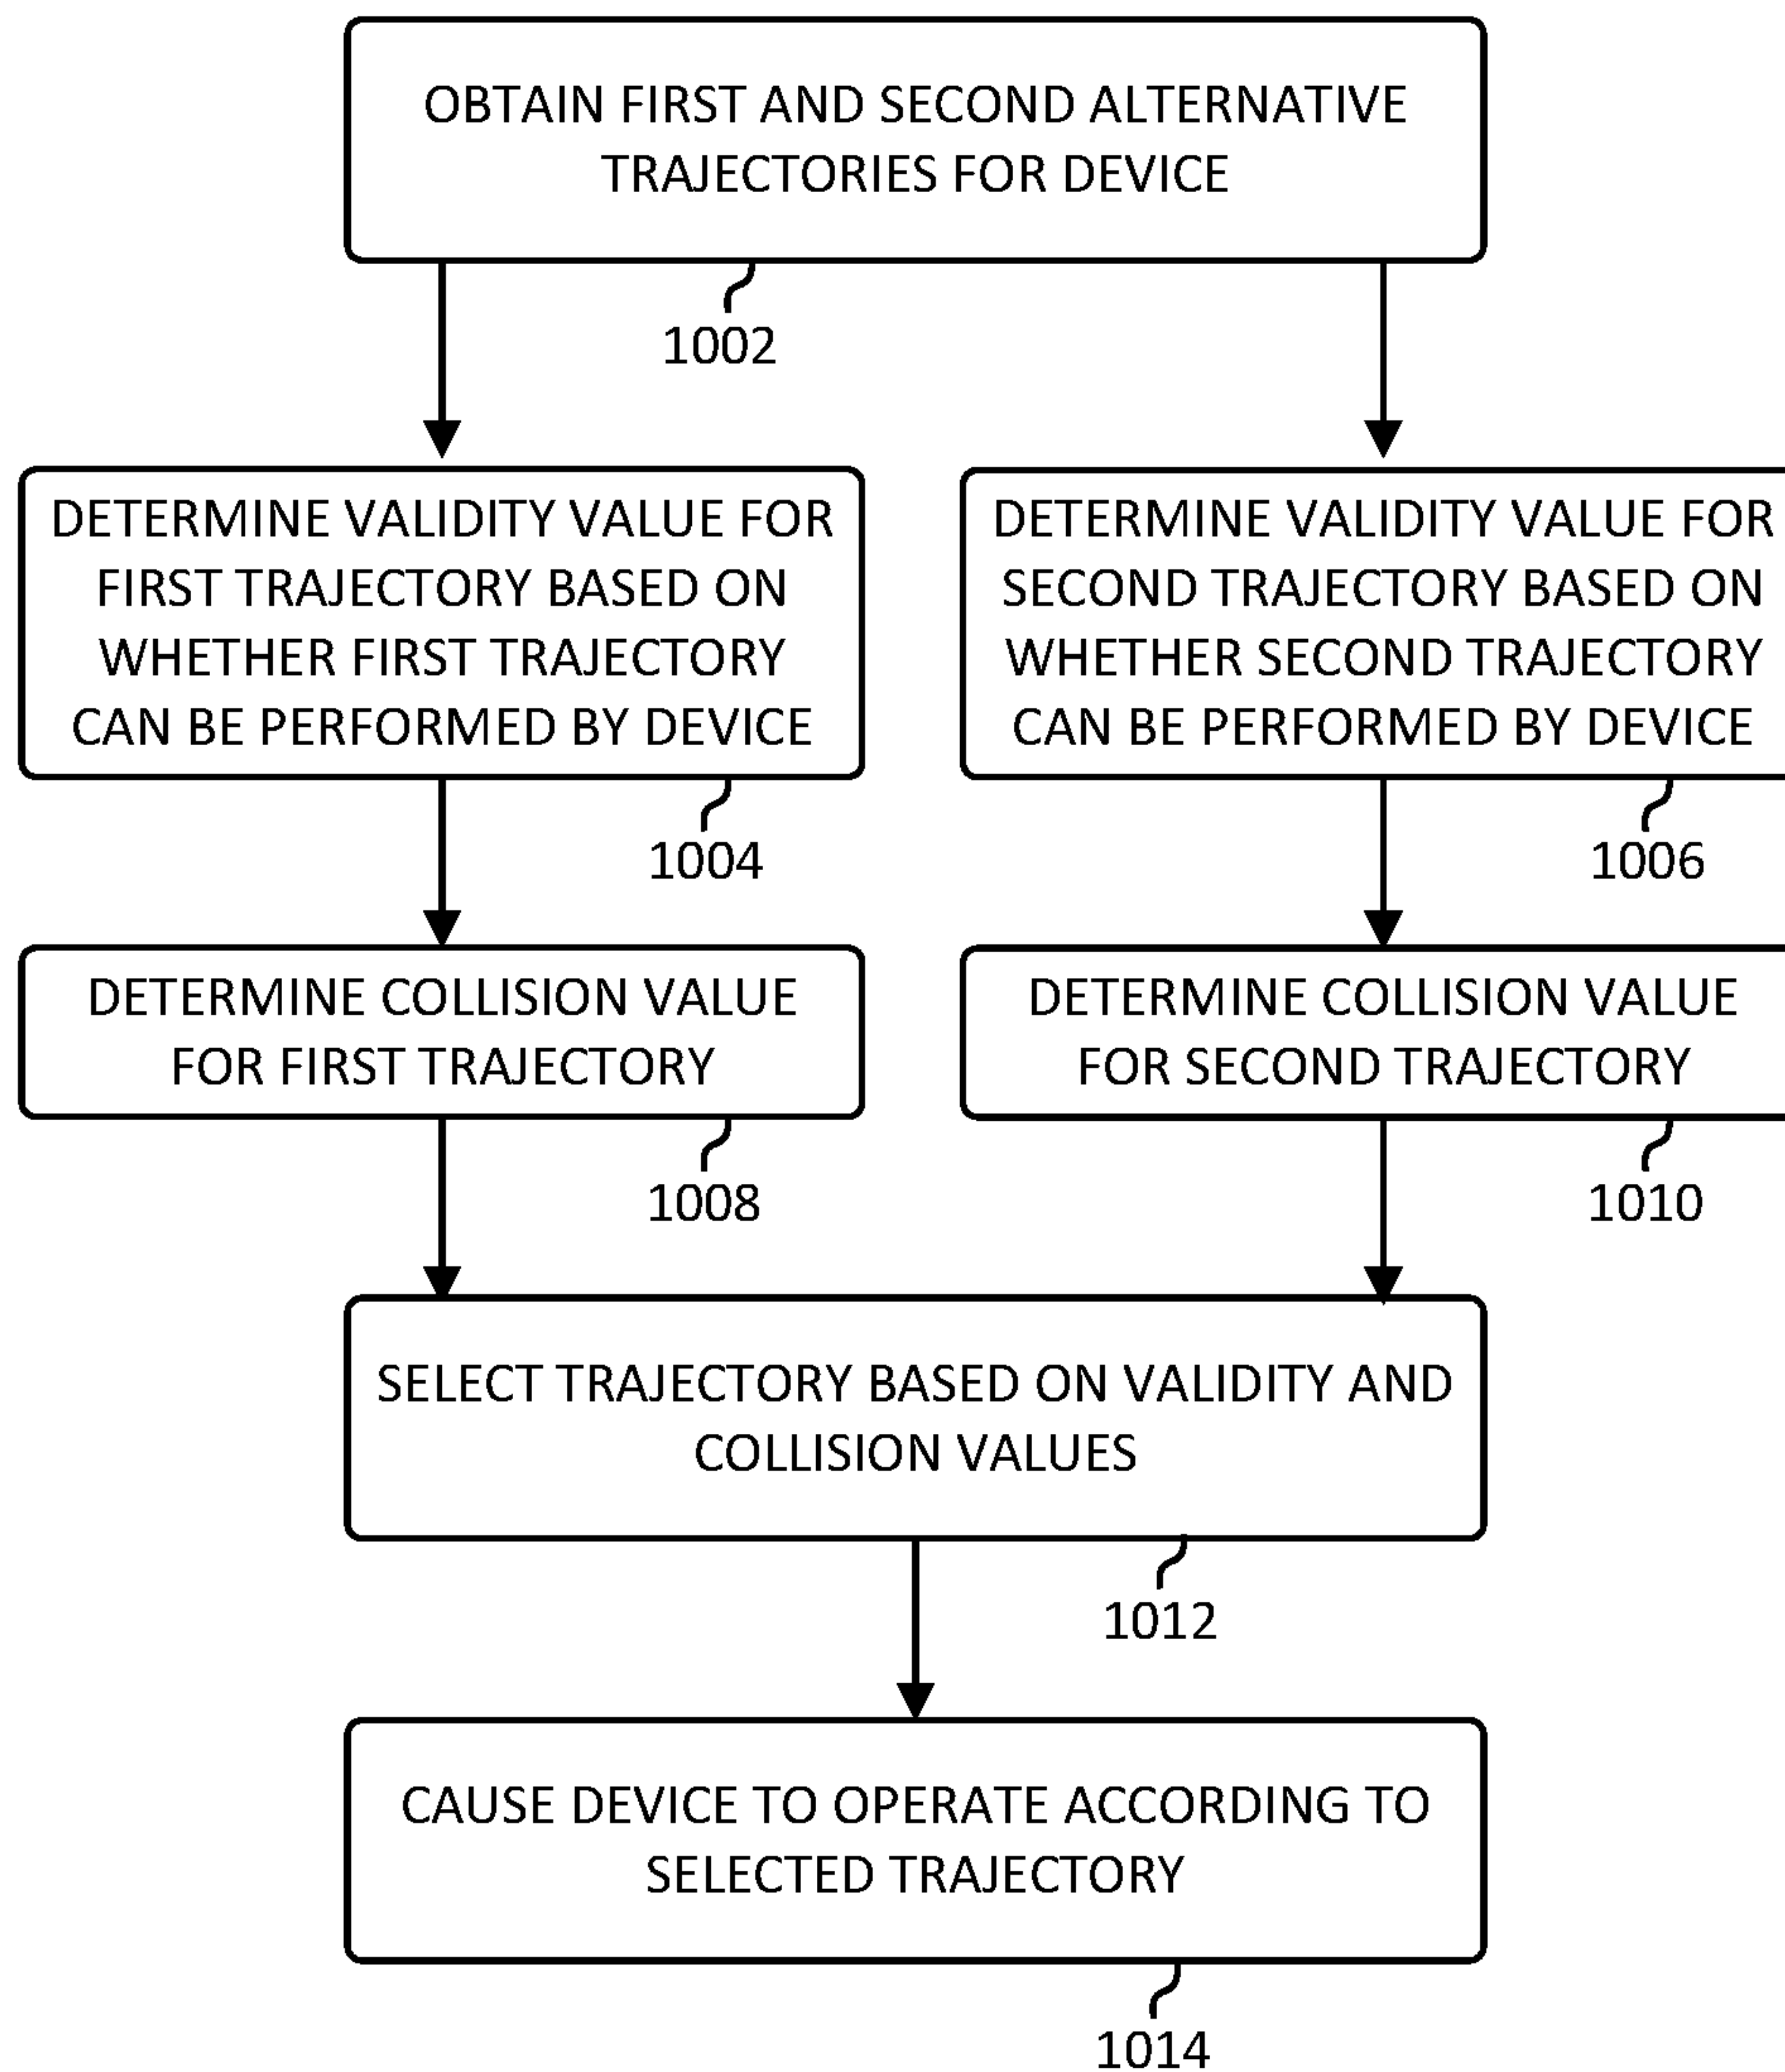 OBTAIN FIRST AND SECOND ALTERNATIVE
TRAJECTORIES FOR DEVICE
1002
DETERMINE VALIDITY VALUE FOR
FIRST TRAJECTORY BASED ON
WHETHER FIRST TRAJECTORY
CAN BE PERFORMED BY DEVICE
1004
DETERMINE VALIDITY VALUE FOR
SECOND TRAJECTORY BASED ON
WHETHER SECOND TRAJECTORY
CAN BE PERFORMED BY DEVICE
1006
DETERMINE COLLISION VALUE
FOR FIRST TRAJECTORY
1008
DETERMINE COLLISION VALUE
FOR SECOND TRAJECTORY
1010
SELECT TRAJECTORY BASED ON VALIDITY AND
COLLISION VALUES
1012
CAUSE DEVICE TO OPERATE ACCORDING TO
SELECTED TRAJECTORY
1014